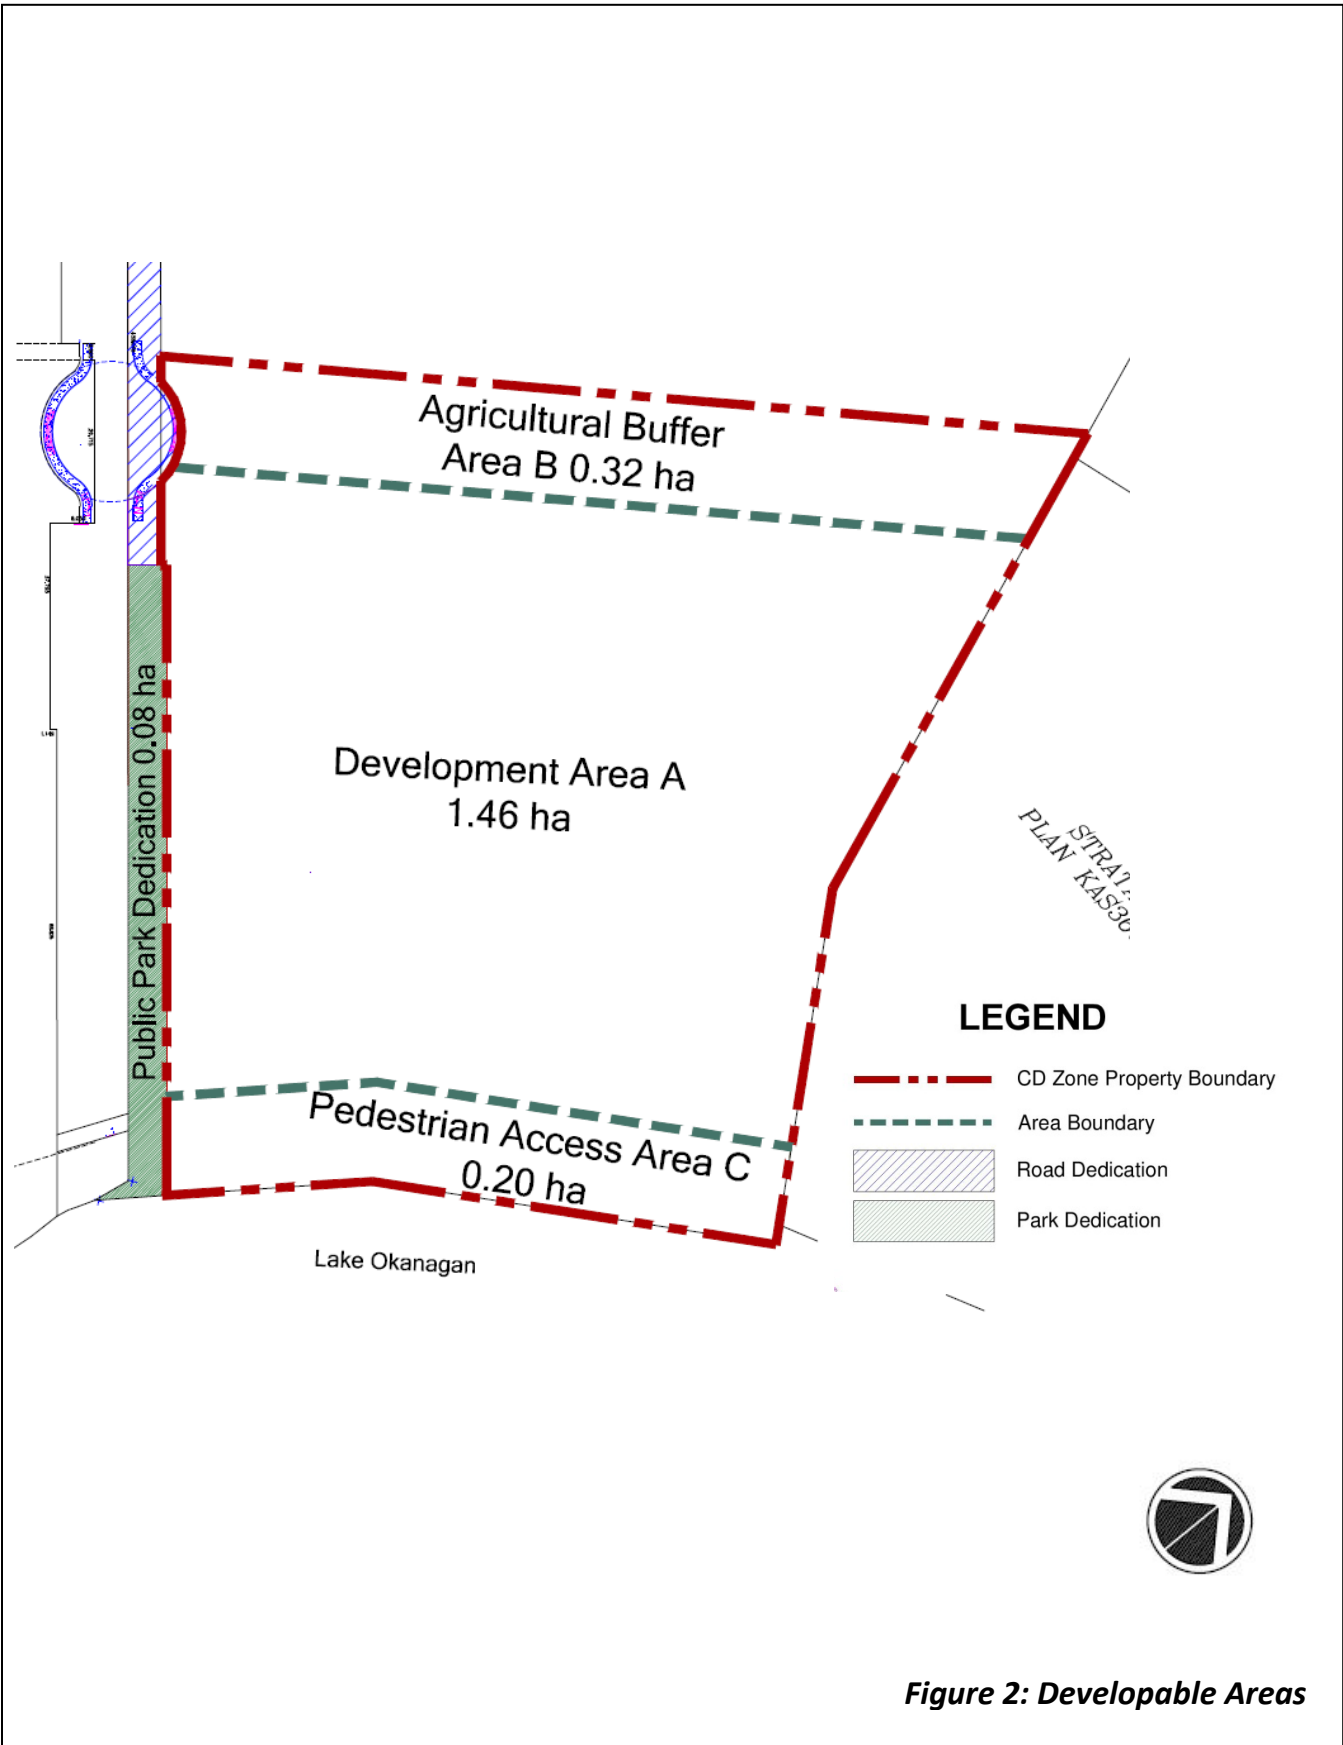 Agricultural Buffer
Area B 0.32 ha
Development Area A
1.46 ha
Public Park Dedication 0.08 ha
Pedestrian Access Area C
0.20 ha
Lake Okanagan
PLAN
LEGEND
CD Zone Property Boundary
Area Boundary
Road Dedication
Park Dedication
Figure 2: Developable Areas